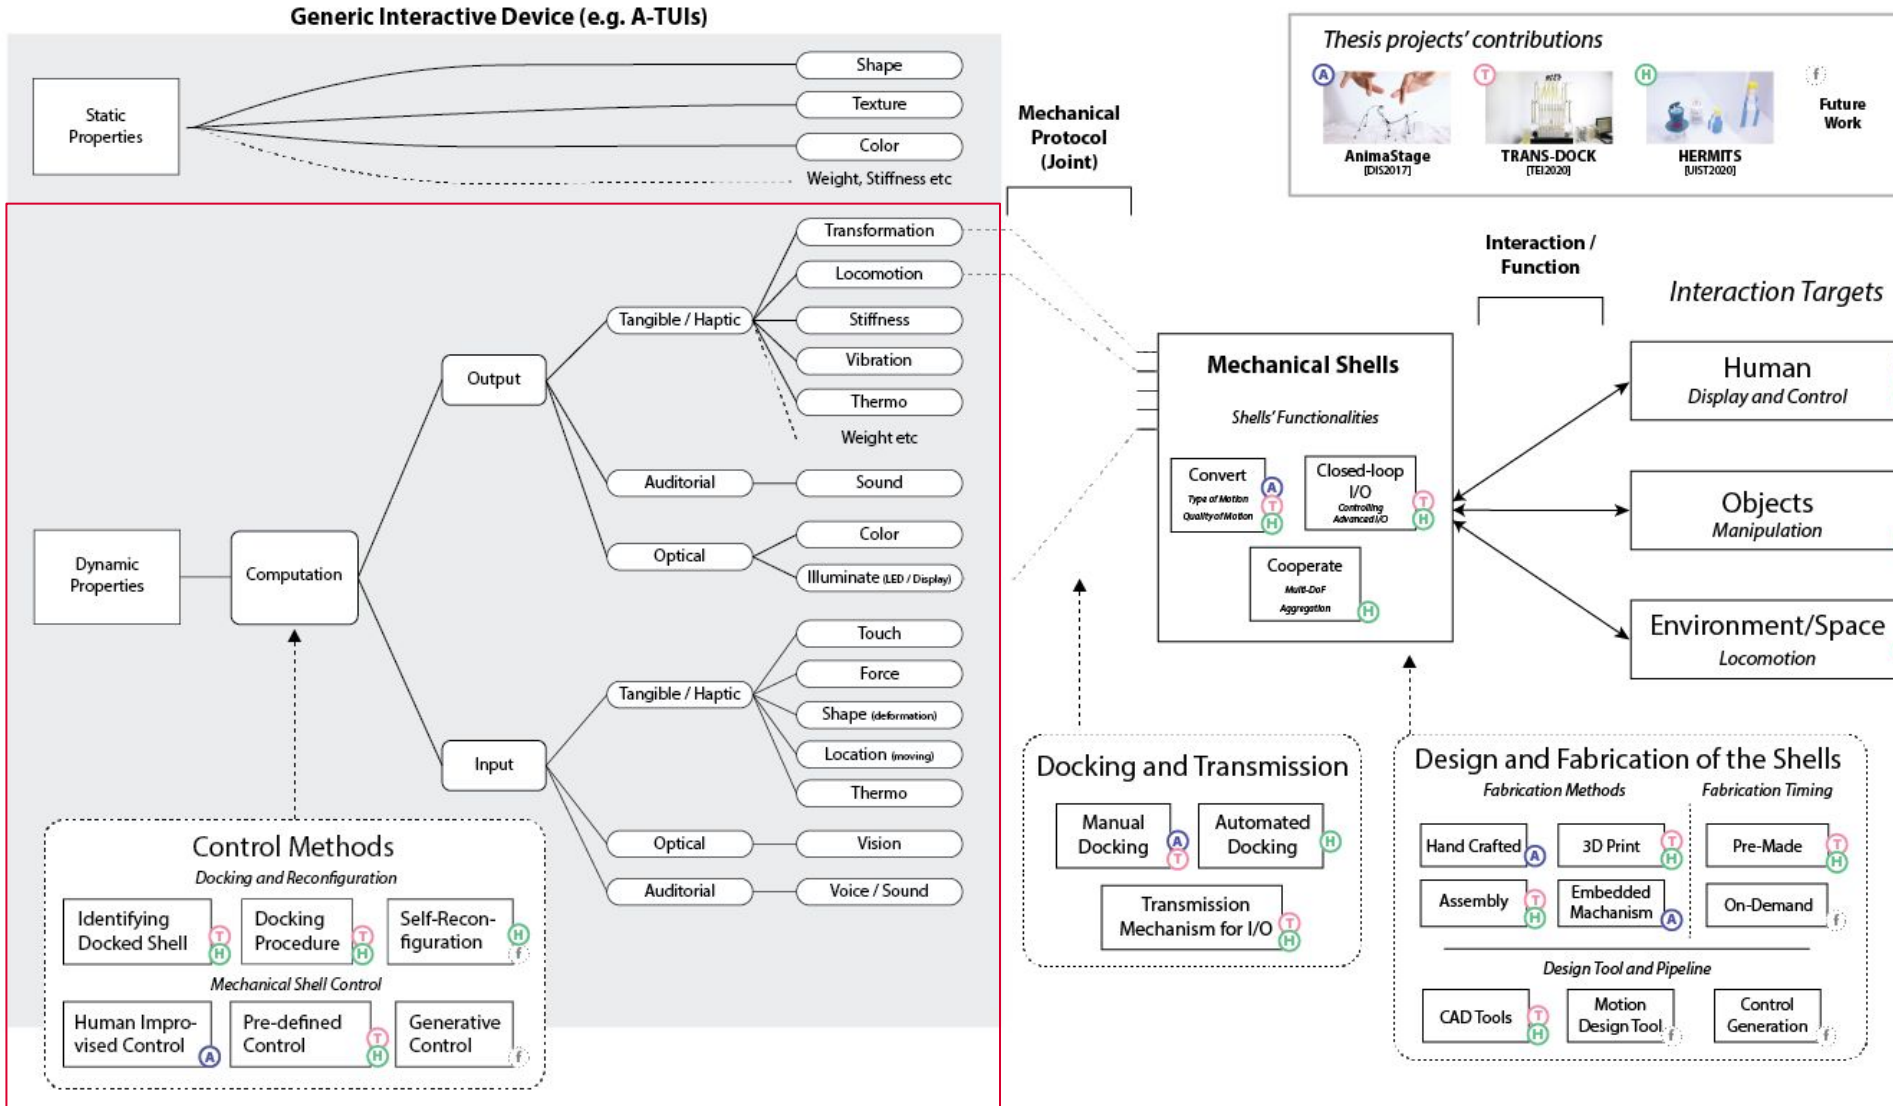 Generic Interactive Device (e.g. A-TUIs)
Static
Properties
Shape
Texture
Color
Weight, Stiffness etc
Mechanical
Protocol
(Joint)
Thesis projects' contributions
A
T
H
f
AnimaStage
[DIS2017]
TRANS-DOCK
[TEI2020]
HERMITS
[UIST2020]
Future
Work
Dynamic
Properties
Computation
Output
Tangible / Haptic
Transformation
Locomotion
Stiffness
Vibration
Thermo
Weight etc
Auditorial
Sound
Optical
Color
Illuminate (LED / Display)
Input
Tangible / Haptic
Touch
Force
Shape (deformation)
Location (moving)
Thermo
Optical
Vision
Auditorial
Voice / Sound
Control Methods
Docking and Reconfiguration
Identifying
Docked Shell
T
H
Docking
Procedure
T
H
Self-Recon-
figuration
H
f
Mechanical Shell Control
Human Impro-
vised Control
A
Pre-defined
Control
T
H
Generative
Control
f
Mechanical Shells
Shells' Functionalities
Convert
Type of Motion
Quality of Motion
A
T
H
Closed-loop
I/O
Controlling
Advanced I/O
T
H
Cooperate
Multi-DoF
Aggregation
H
Interaction /
Function
Interaction Targets
Human
Display and Control
Objects
Manipulation
Environment/Space
Locomotion
Docking and Transmission
Manual
Docking
A
T
Automated
Docking
H
Transmission
Mechanism for I/O
T
H
Design and Fabrication of the Shells
Fabrication Methods
Hand Crafted
A
3D Print
T
H
Assembly
T
H
Embedded
Machanism
A
Fabrication Timing
Pre-Made
T
H
On-Demand
f
Design Tool and Pipeline
CAD Tools
T
H
Motion
Design Tool
f
Control
Generation
f